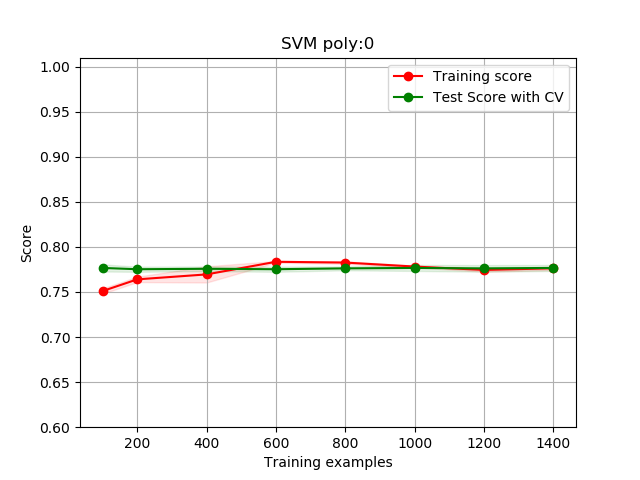 SVM poly:0
Training score
Test Score with CV
1.00
0.95
0.90
0.85
0.80
0.75
0.70
0.65
0.60
Score
200 400 600 800 1000 1200 1400
Training examples